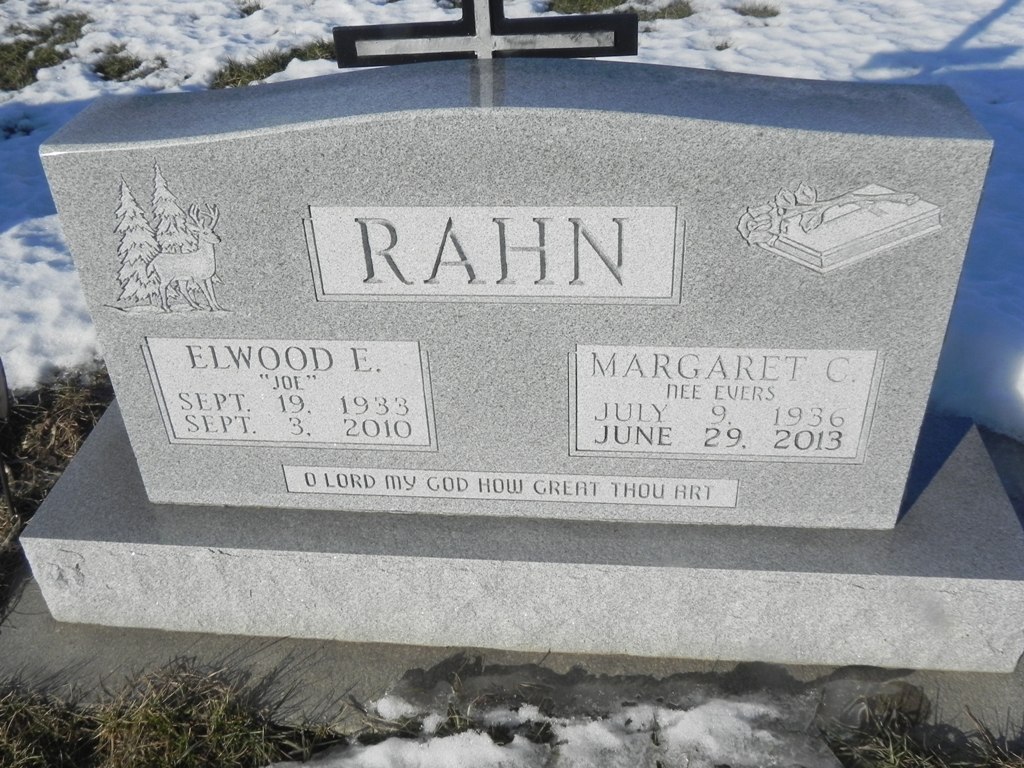 RAHN
ELWOOD E.
"JOE"
SEPT. 19, 1933
SEPT. 3, 2010
MARGARET C.
NEE EVERS
JULY 9, 1936
JUNE 29, 2013
O LORD MY GOD HOW GREAT THOU ART